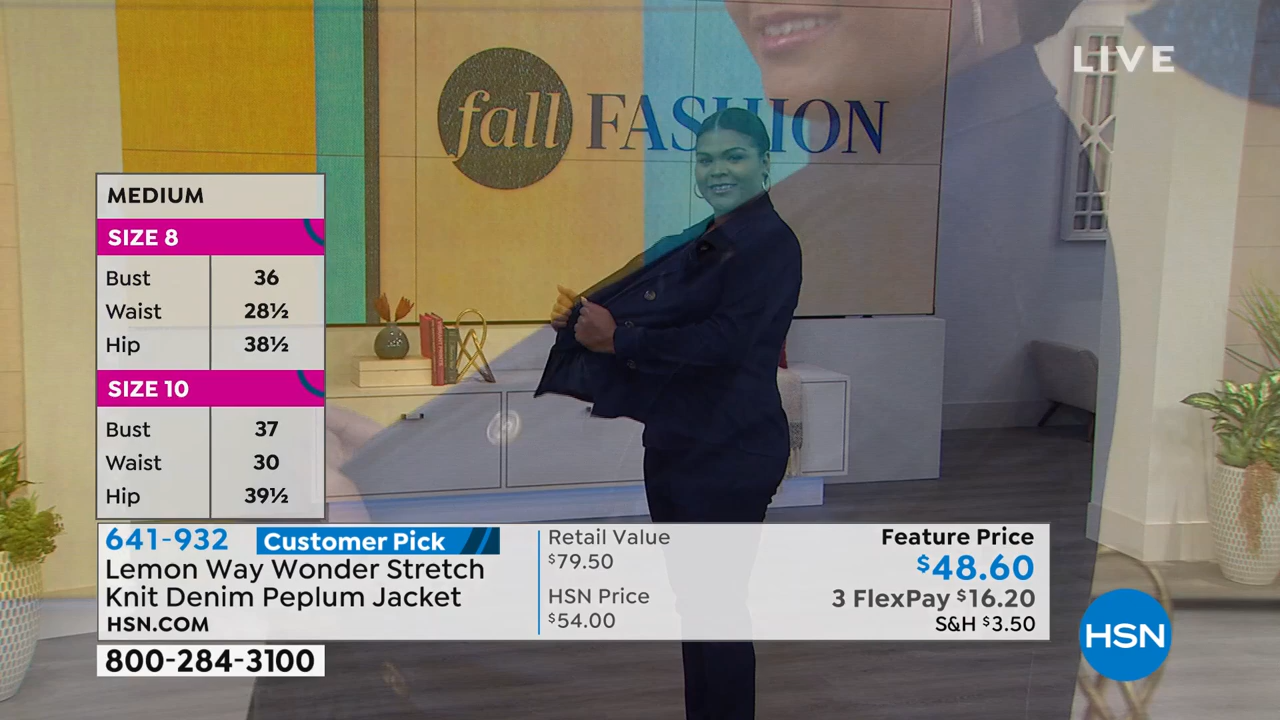 LIVE
fall FASHION
MEDIUM
SIZE 8
Bust 36
Waist 28½
Hip 38½
SIZE 10
Bust 37
Waist 30
Hip 39½
641-932 Customer Pick
Lemon Way Wonder Stretch
Knit Denim Peplum Jacket
HSN.COM
Retail Value
$79.50
HSN Price
$54.00
Feature Price
$48.60
3 FlexPay $16.20
S&H $3.50
HSN
800-284-3100